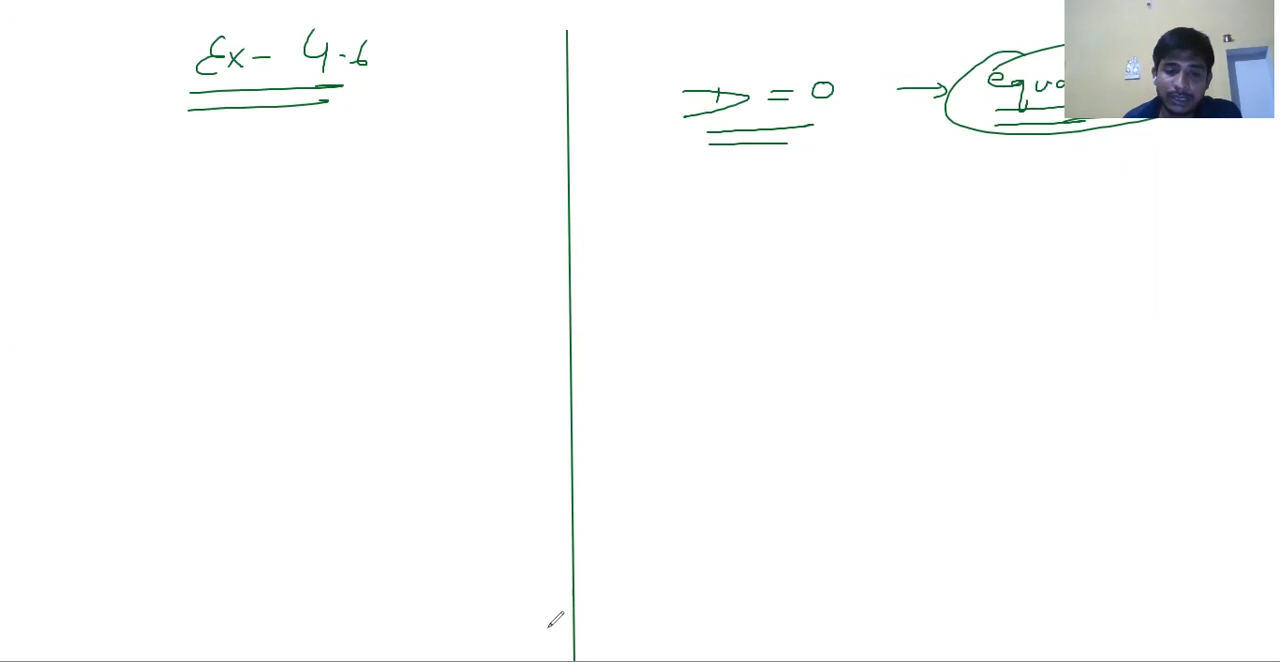 Ex- 4.6
= 0 →